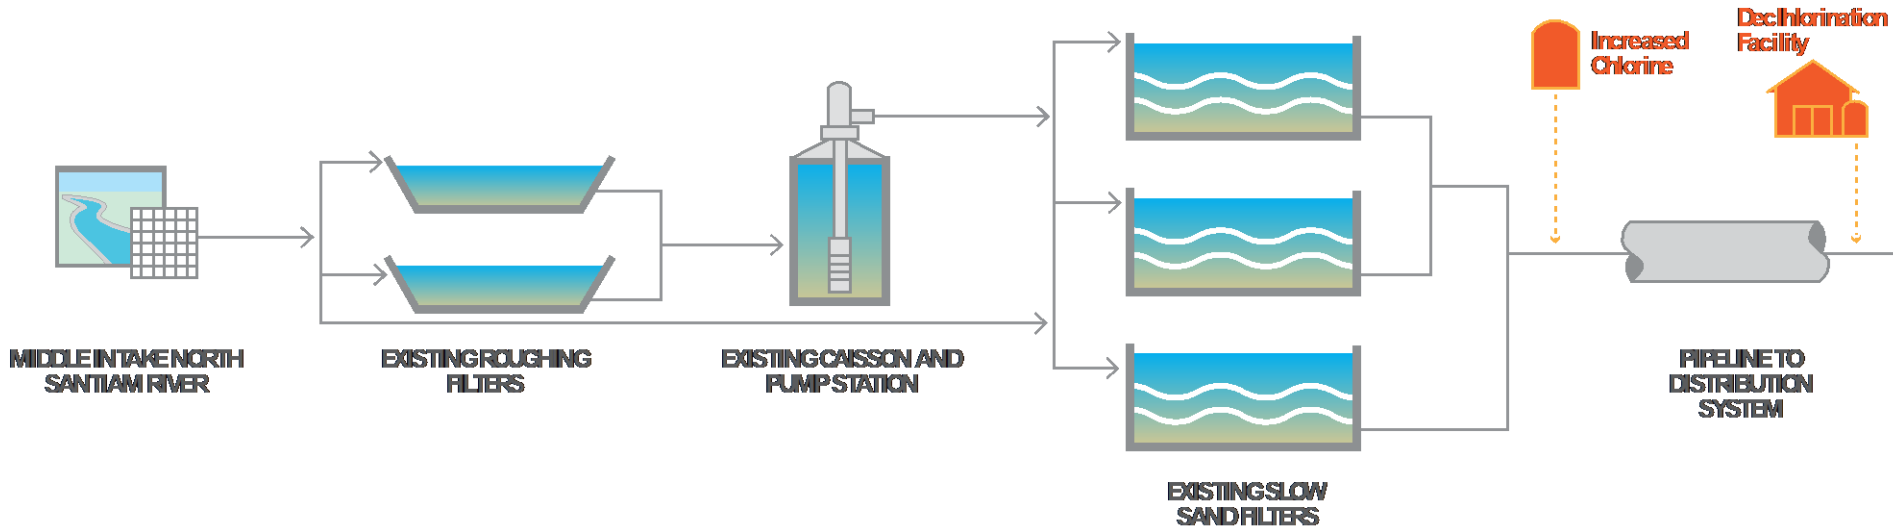 Increased
Chlorine
Declhlorination
Facility
MIDDLE INTAKE NORTH
SANTIAM RIVER
EXISTING ROUGHING
FILTERS
EXISTING CAISSON AND
PUMP STATION
EXISTING SLOW
SAND FILTERS
PIPELINE TO
DISTRIBUTION
SYSTEM